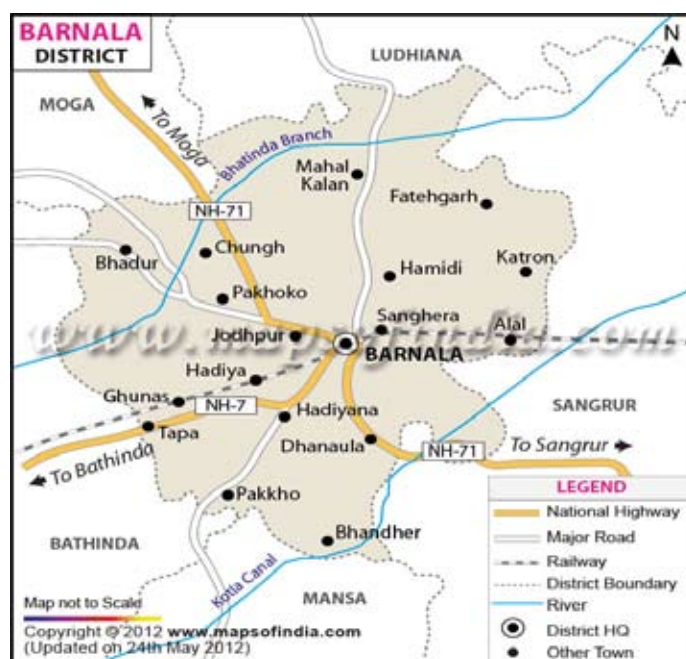 BARNALA
DISTRICT
N
LUDHIANA
MOGA
To Moga
Bhatinda Branch
Mahal
Kalan
Fatehgarh
NH-71
Chungh
Bhadur
Katron
Hamidi
Pakhoko
Sanghera
Alal
Jodhpur
www.mapsofindia.com
BARNALA
Hadiya
Ghunas
NH-7
Hadiyana
SANGRUR
Tapa
Dhanaula
NH-71
To Sangrur
To Bathinda
Pakkho
BATHINDA
Bhandher
Kotla Canal
MANSA
LEGEND
National Highway
Major Road
Railway
District Boundary
River
District HQ
Other Town
Map not to Scale
Copyright © 2012 www.mapsofindia.com
(Updated on 24th May 2012)